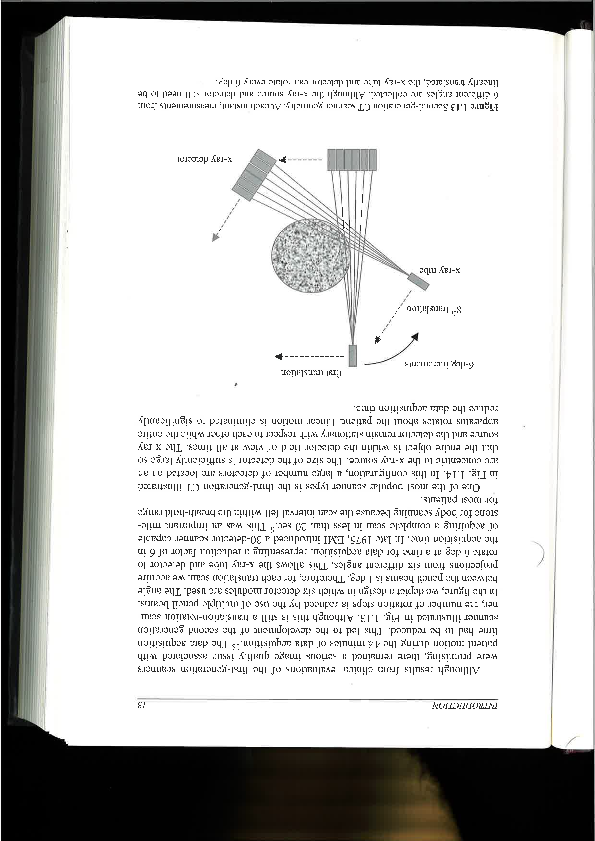 INTRODUCTION 13
Although results from clinical evaluations of the first-generation scanners
were promising, there remained a serious image quality issue associated with
patient motion during the 4.5 minutes of data acquisition. The data acquisition
time had to be reduced. This led to the development of the second generation
scanner illustrated in Fig. 1.13. Although this is still a translation-rotation scan-
ner, the number of rotation steps is reduced by the use of multiple pencil beams.
In the figure, we depict a design in which six detector modules are used. The angle
between the pencil beams is 1 deg. Therefore, for each translation scan, we acquire
projections from six different angles. This allows the x-ray tube and detector to
rotate 6 deg at a time for data acquisition, representing a reduction factor of 6 in
the acquisition time. In late 1975, EMI introduced a 30-detector scanner capable
of acquiring a complete scan in less than 20 sec. This was an important mile-
stone for body scanning because the scan interval fell within the breath-hold range
for most patients.
One of the most popular scanner types is the third-generation CT illustrated
in Fig. 1.14. In this configuration, a large number of detectors are located on an
arc concentric to the x-ray source. The size of the detector is sufficiently large so
that the entire object is within the detector field of view at all times. The x-ray
source and the detector remain stationary with respect to each other while the entire
apparatus rotates about the patient. Linear motion is eliminated to significantly
reduce the data acquisition time.
6-deg increments
first translation
translation
x-ray tube
x-ray detector
Figure 1.13 Second-generation CT scanner geometry. At each instant, measurements from
6 different angles are collected. Although the x-ray source and detector still need to be
linearly translated, the x-ray tube and detector can rotate every 6 deg.